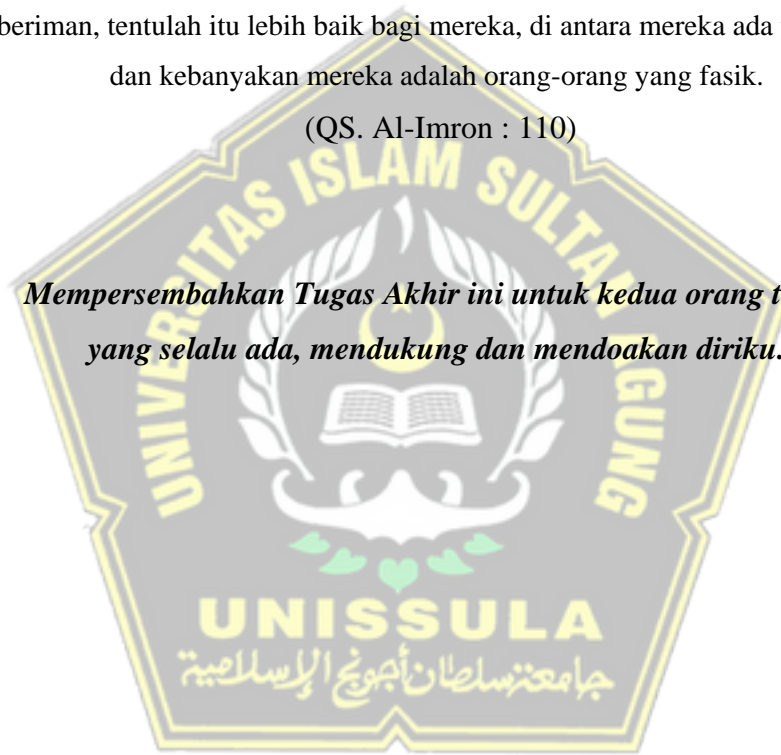 beriman, tentulah itu lebih baik bagi mereka, di antara mereka ada
dan kebanyakan mereka adalah orang-orang yang fasik.
(QS. Al-Imron : 110)
UNIVERSITAS ISLAM SULTAN AGUNG
Mempersembahkan Tugas Akhir ini untuk kedua orang
yang selalu ada, mendukung dan mendoakan diriku.
UNISSULA
جامعة سلطان أجونج الإسلامية